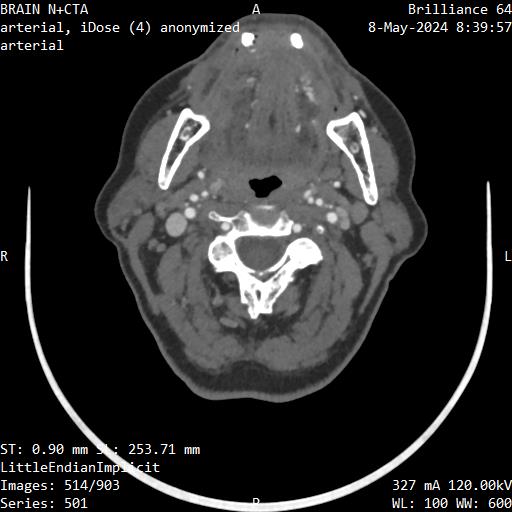 BRAIN N+CTA
A
Brilliance 64
arterial, iDose (4) anonymized
8-May-2024 8:39:57
arterial
R
L
ST: 0.90 mm SL: 253.71 mm
LittleEndianImplicit
Images: 514/903
327 mA 120.00kV
Series: 501
P
WL: 100 WW: 600